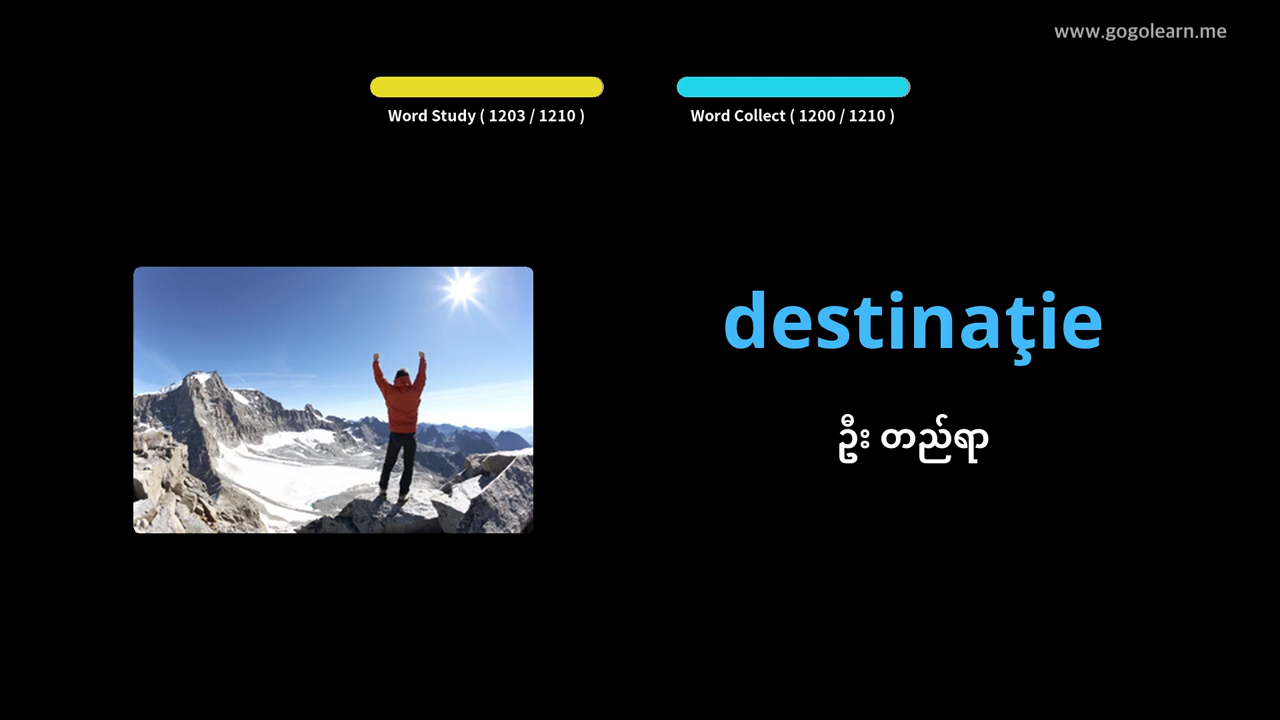 www.gogolearn.me
Word Study ( 1203 / 1210 )
Word Collect ( 1200 / 1210 )
destinaţie
ဦး တည်ရာ